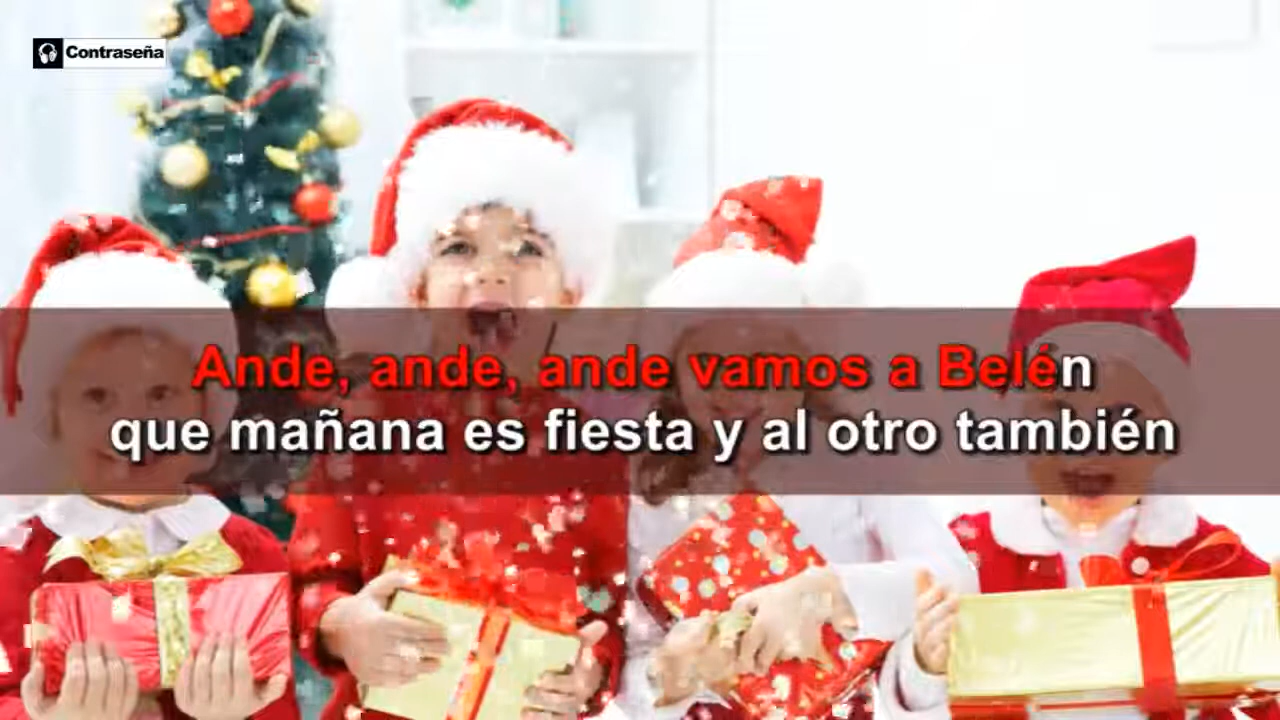 Contraseña
Ande, ande, ande vamos a Belén
que mañana es fiesta y al otro también